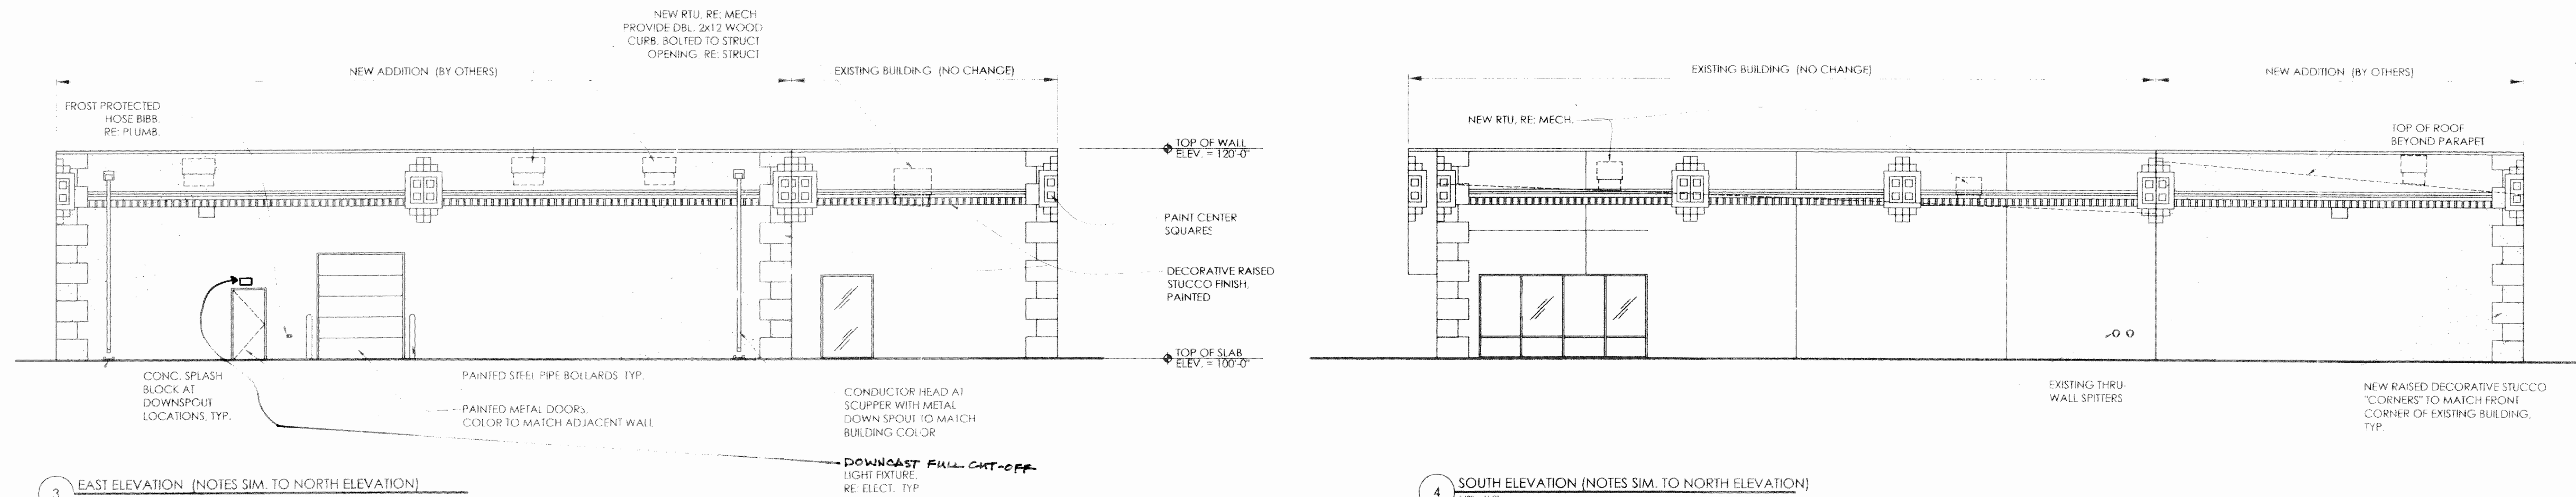 NEW RTU, RE: MECH
PROVIDE DBL. 2x12 WOOD
CURB. BOLTED TO STRUCT
OPENING. RE: STRUCT
NEW ADDITION (BY OTHERS)
EXISTING BUILDING (NO CHANGE)
FROST PROTECTED
HOSE BIBB.
RE: PLUMB.
TOP OF WALL
ELEV. = 120'-0"
PAINT CENTER
SQUARES
DECORATIVE RAISED
STUCCO FINISH,
PAINTED
TOP OF SLAB
ELEV. = 100'-0"
CONC. SPLASH
BLOCK AT
DOWNSPOUT
LOCATIONS, TYP.
PAINTED STEEL PIPE BOLLARDS TYP.
PAINTED METAL DOORS.
COLOR TO MATCH ADJACENT WALL
CONDUCTOR HEAD AT
SCUPPER WITH METAL
DOWN SPOUT TO MATCH
BUILDING COLOR
DOWNCAST FULL CUT-OFF
LIGHT FIXTURE.
RE: ELECT. TYP
3
EAST ELEVATION (NOTES SIM. TO NORTH ELEVATION)
EXISTING BUILDING (NO CHANGE)
NEW ADDITION (BY OTHERS)
NEW RTU, RE: MECH.
TOP OF ROOF
BEYOND PARAPET
EXISTING THRU-
WALL SPITTERS
NEW RAISED DECORATIVE STUCCO
"CORNERS" TO MATCH FRONT
CORNER OF EXISTING BUILDING,
TYP.
4
SOUTH ELEVATION (NOTES SIM. TO NORTH ELEVATION)